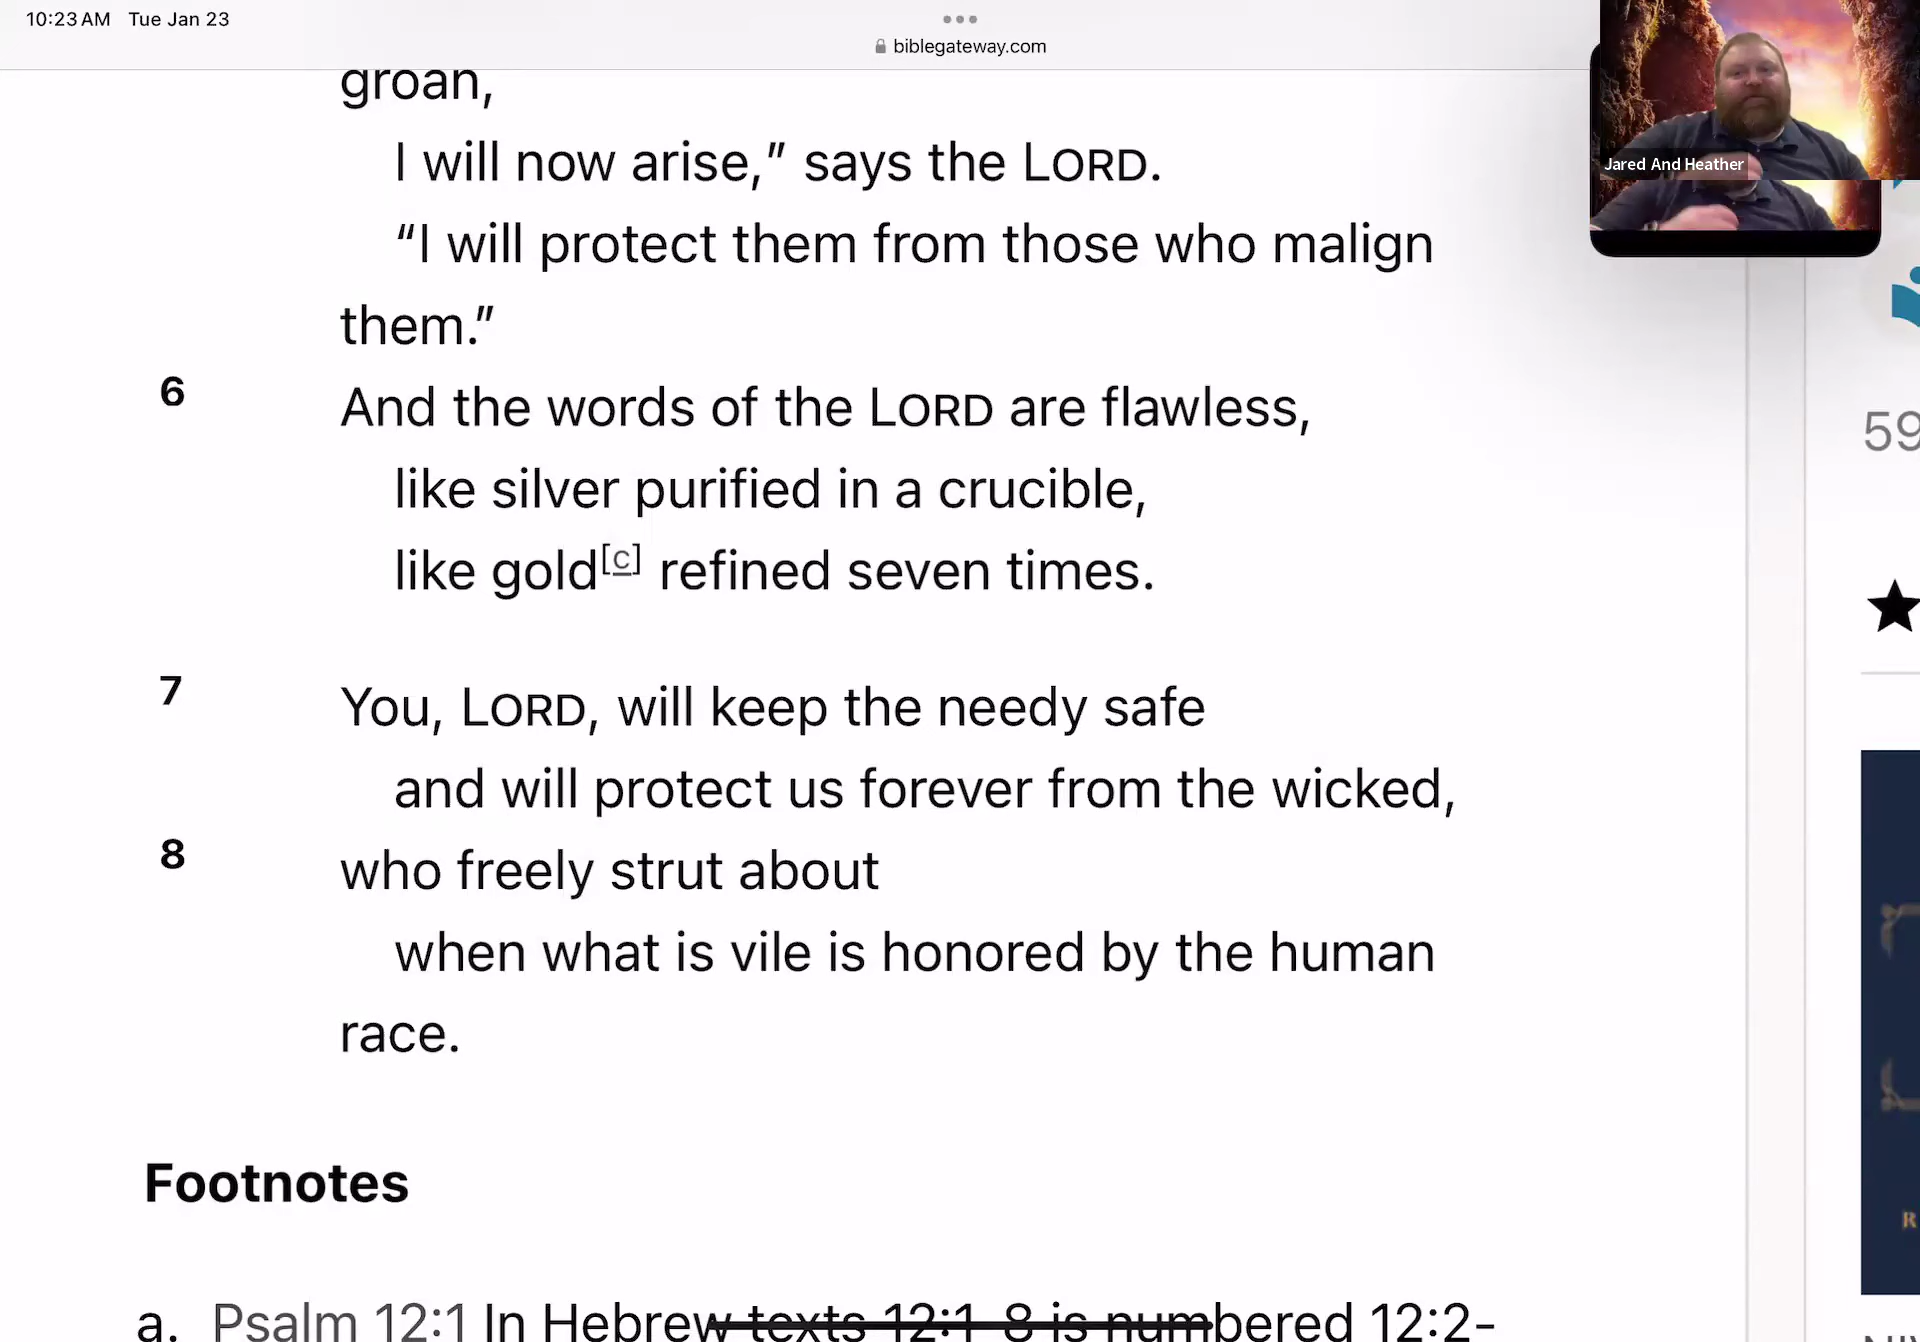 10:23 AM Tue Jan 23
biblegateway.com
Jared And Heather
groan,
I will now arise,” says the LORD.
“I will protect them from those who malign
them.”
6 And the words of the LORD are flawless,
like silver purified in a crucible,
like gold[c] refined seven times.
59
7 You, LORD, will keep the needy safe
and will protect us forever from the wicked,
8 who freely strut about
when what is vile is honored by the human
race.
Footnotes
R
a. Psalm 12:1 In Hebrew texts 12:1-8 is numbered 12:2-